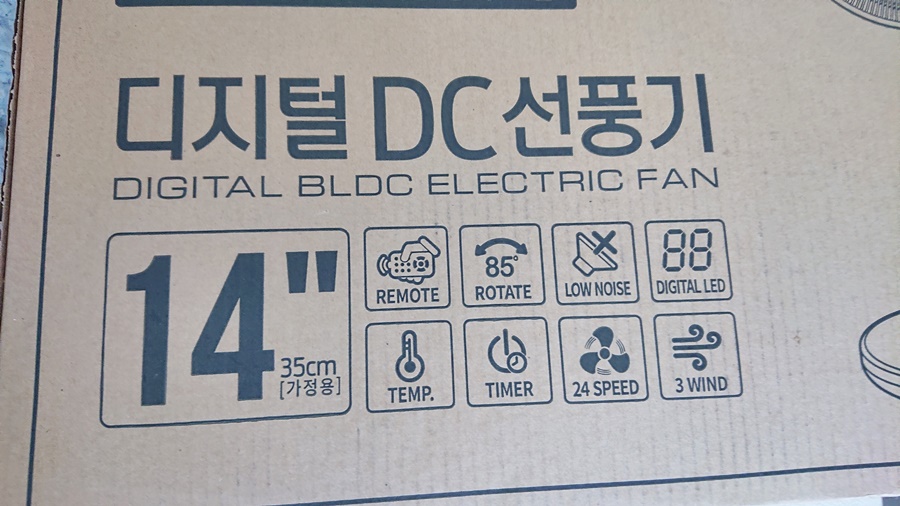 디지털 DC 선풍기
DIGITAL BLDC ELECTRIC FAN
14"
35cm
[가정용]
REMOTE
85°
ROTATE
LOW NOISE
88
DIGITAL LED
TEMP.
TIMER
24 SPEED
3 WIND